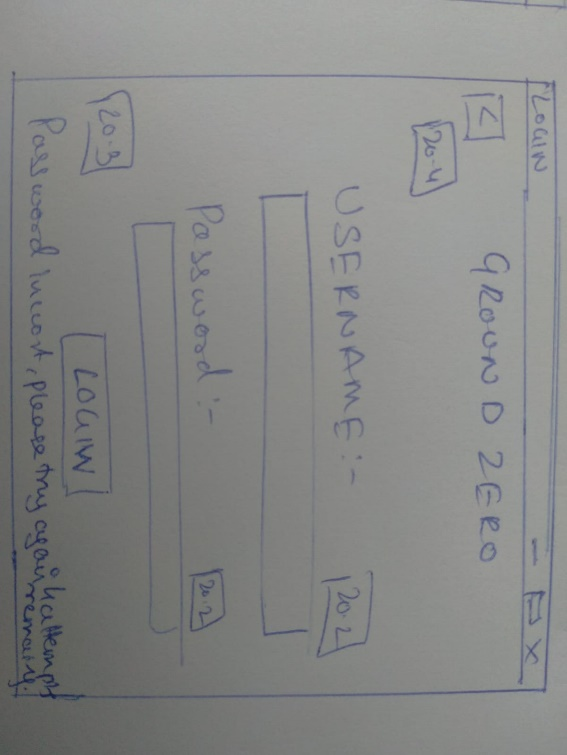 LOGIN - X
<
GROUND ZERO
20.4
USERNAME :-
20.2
Password :-
20.2
LOGIN
20.3
Password please try again 4 attempts
remaining.